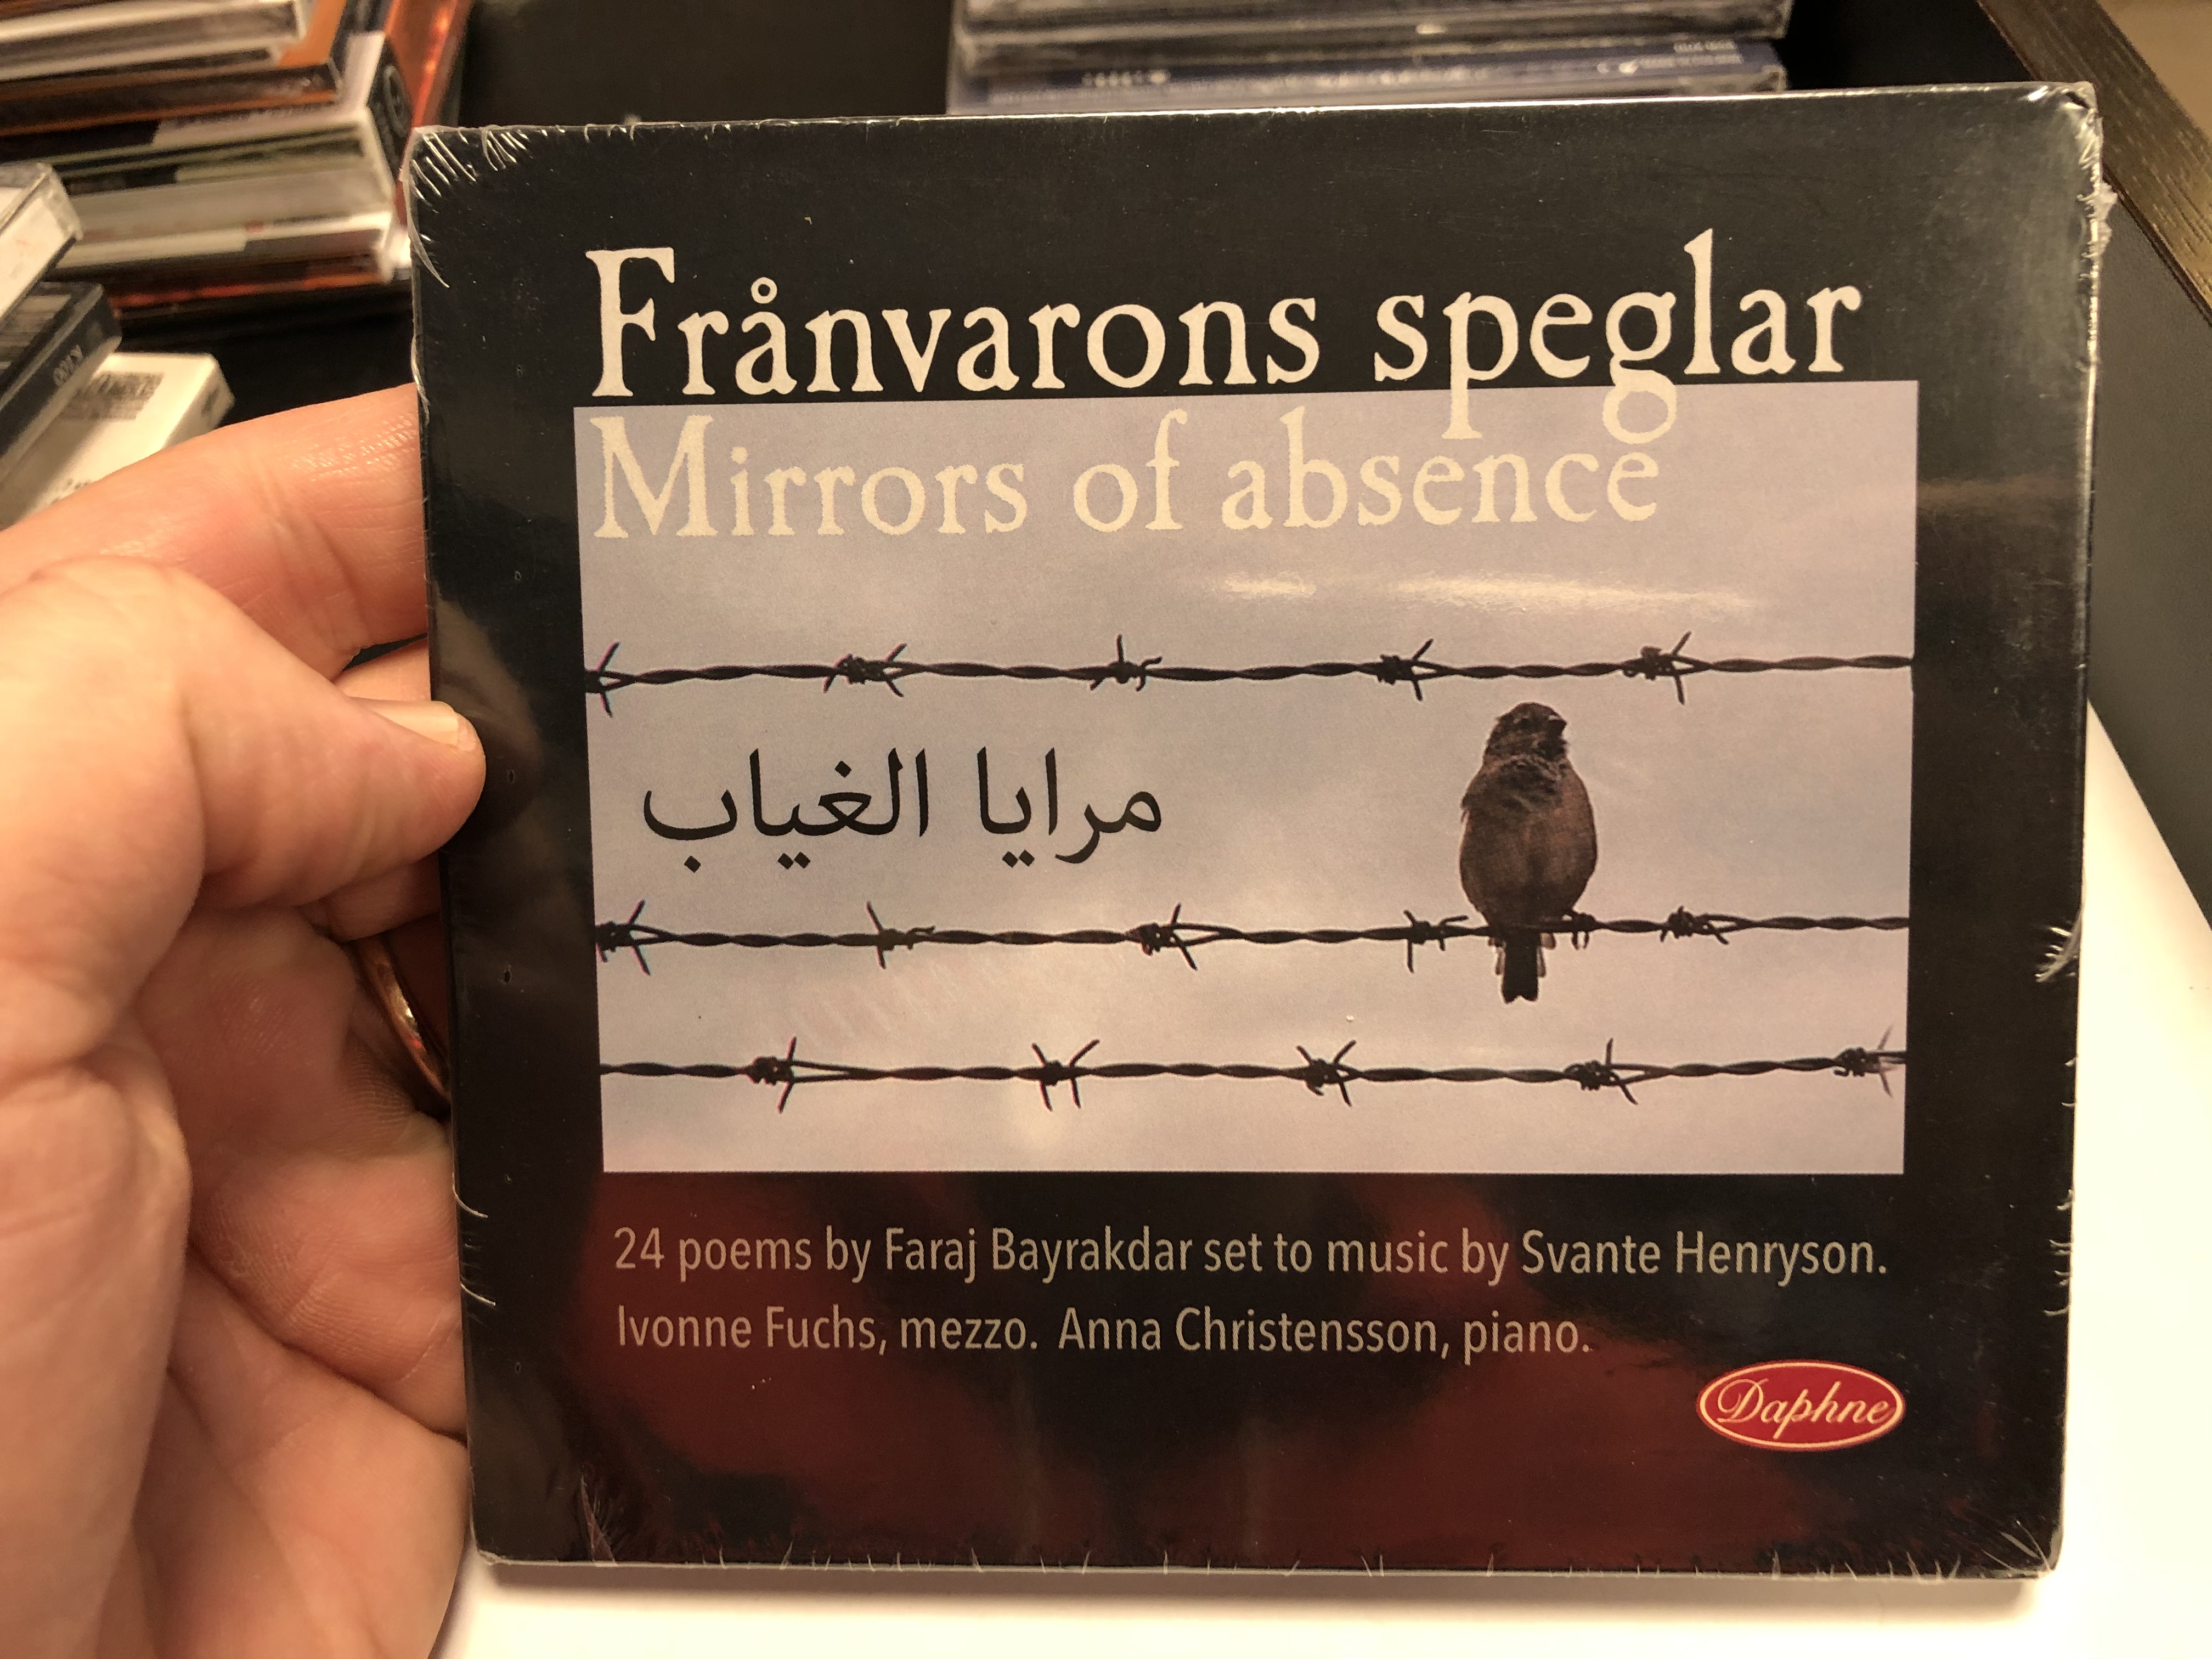 Frånvarons speglar
Mirrors of absence
مرايا الغياب
24 poems by Faraj Bayrakdar set to music by Svante Henryson.
Ivonne Fuchs, mezzo. Anna Christensson, piano.
Daphne